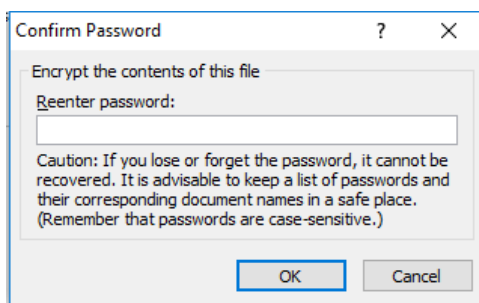 Confirm Password
?
Encrypt the contents of this file
Reenter password:
Caution: If you lose or forget the password, it cannot be
recovered. It is advisable to keep a list of passwords and
their corresponding document names in a safe place.
(Remember that passwords are case-sensitive.)
OK Cancel